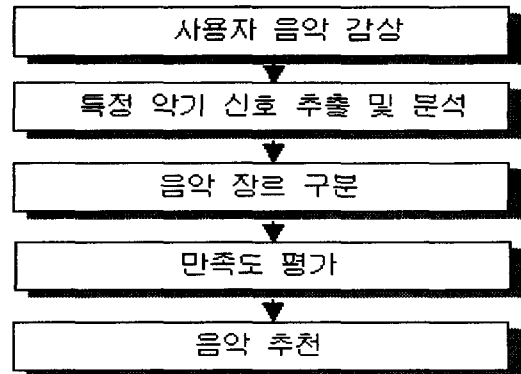 사용자 음악 감상
특정 악기 신호 추출 및 분석
음악 장르 구분
만족도 평가
음악 추천